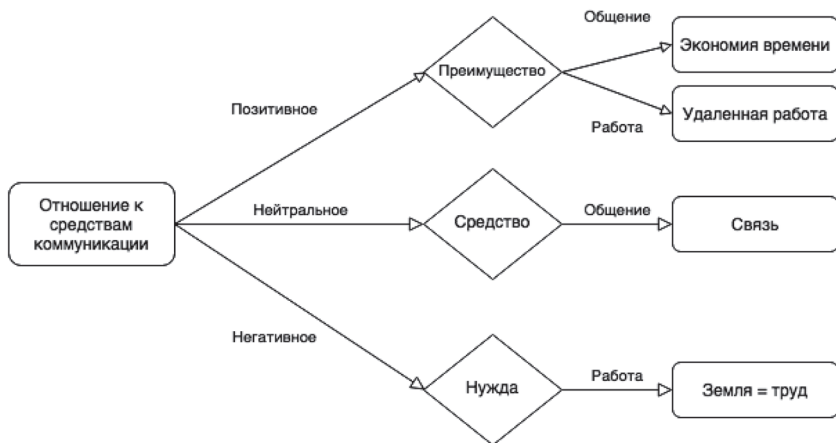 Общение
Экономия времени
Преимущество
Позитивное
Удаленная работа
Работа
Отношение к
средствам
коммуникации
Нейтральное
Средство
Общение
Связь
Негативное
Нужда
Работа
Земля = труд